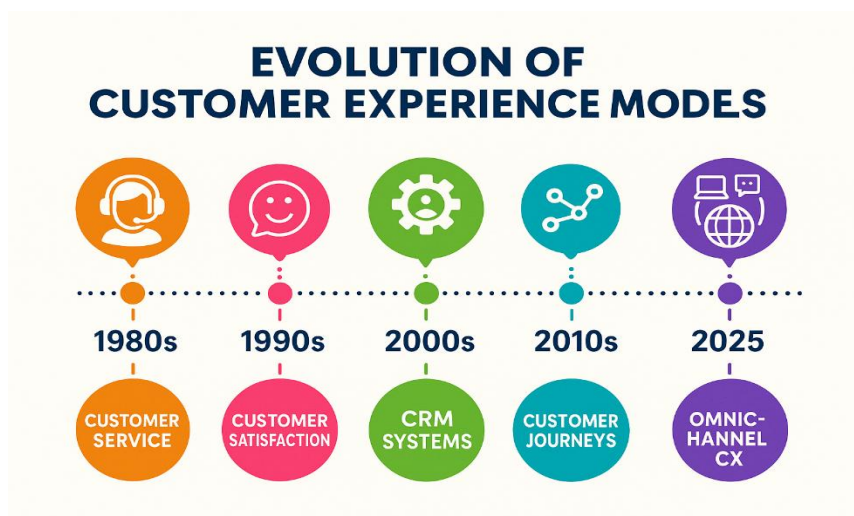 EVOLUTION OF
CUSTOMER EXPERIENCE MODELS
1980s
1990s
2000s
2010s
2025
CUSTOMER
SERVICE
CUSTOMER
SATISFACTION
CRM
SYSTEMS
CUSTOMER
JOURNEYS
OMNIC-
HANNEL
CX